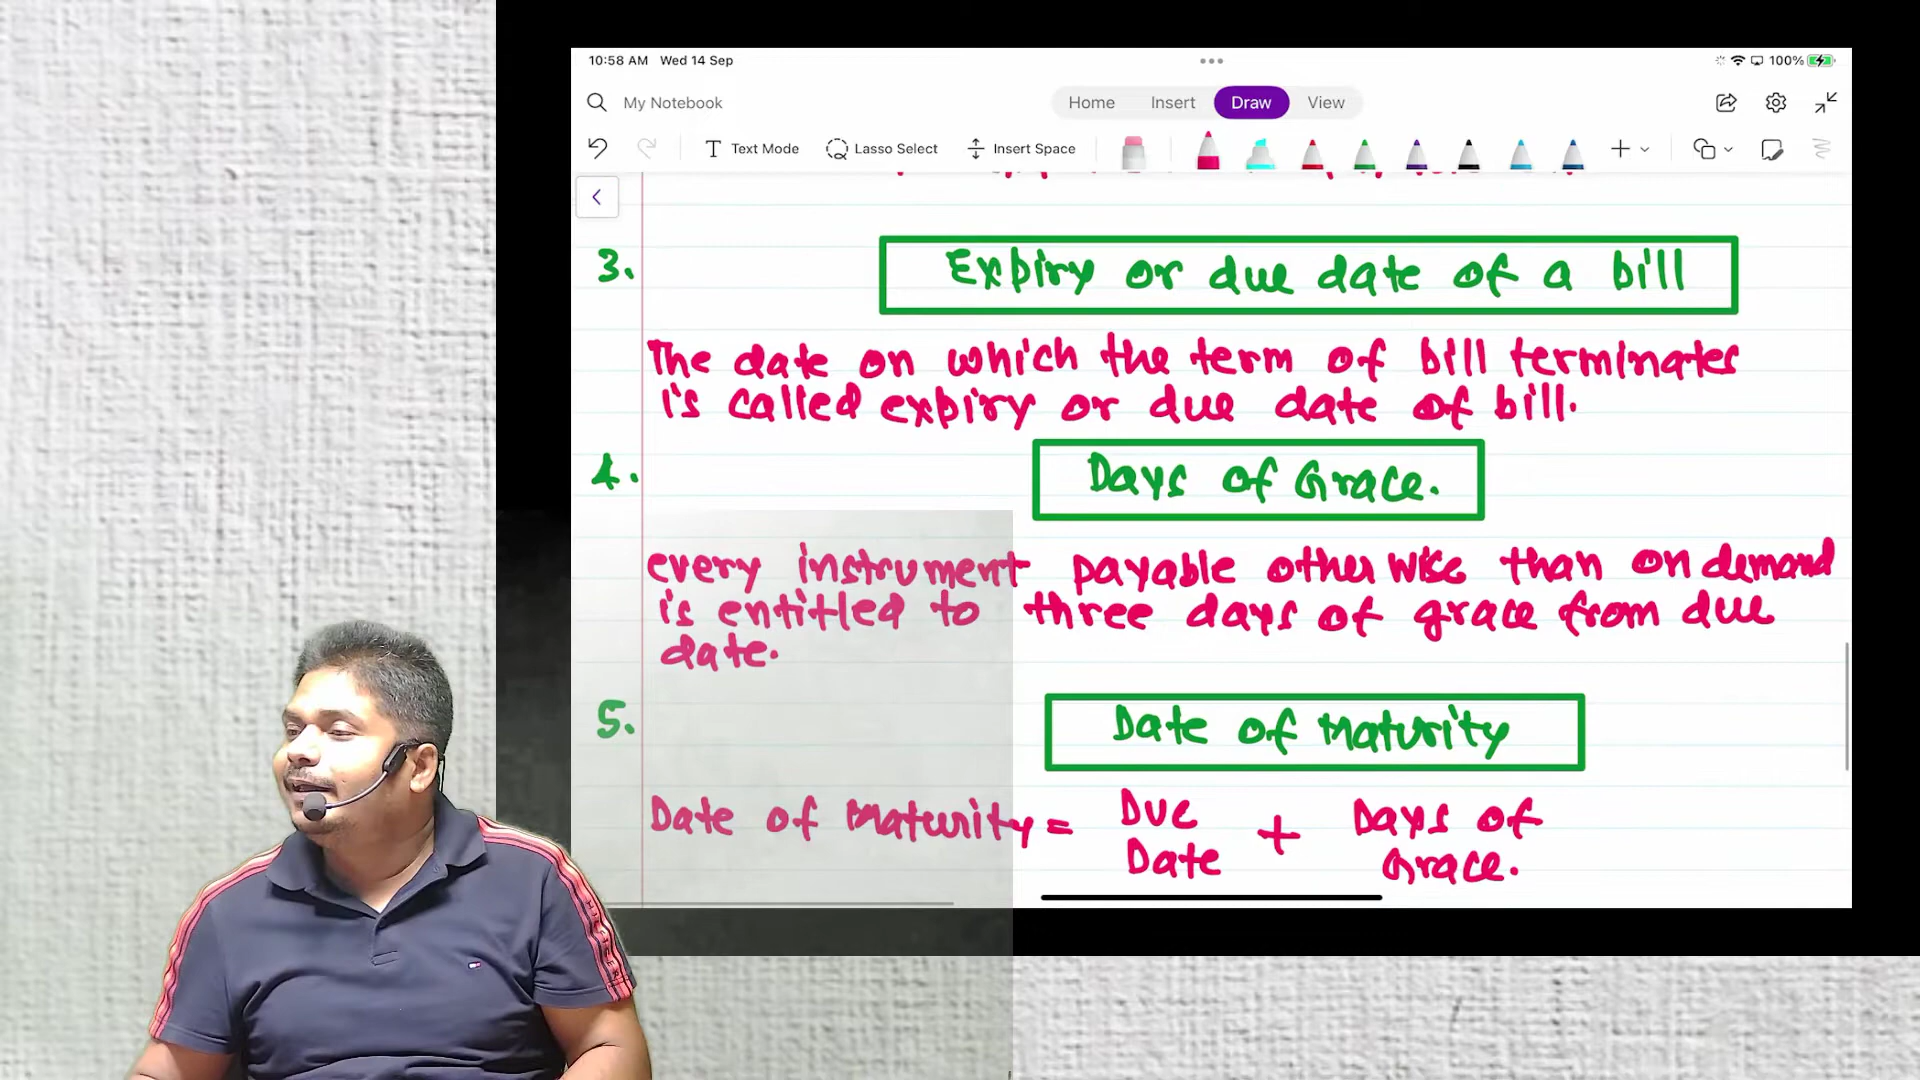 10:58 AM Wed 14 Sep
100%
My Notebook
Home Insert Draw View
Text Mode Lasso Select Insert Space
3. Expiry or due date of a bill
The date on which the term of bill terminates
is called expiry or due date of bill.
4. Days of Grace.
every instrument payable otherwise than on demand
is entitled to three days of grace from due
date.
5. Date of Maturity
Date of Maturity = Due Date + Days of Grace.